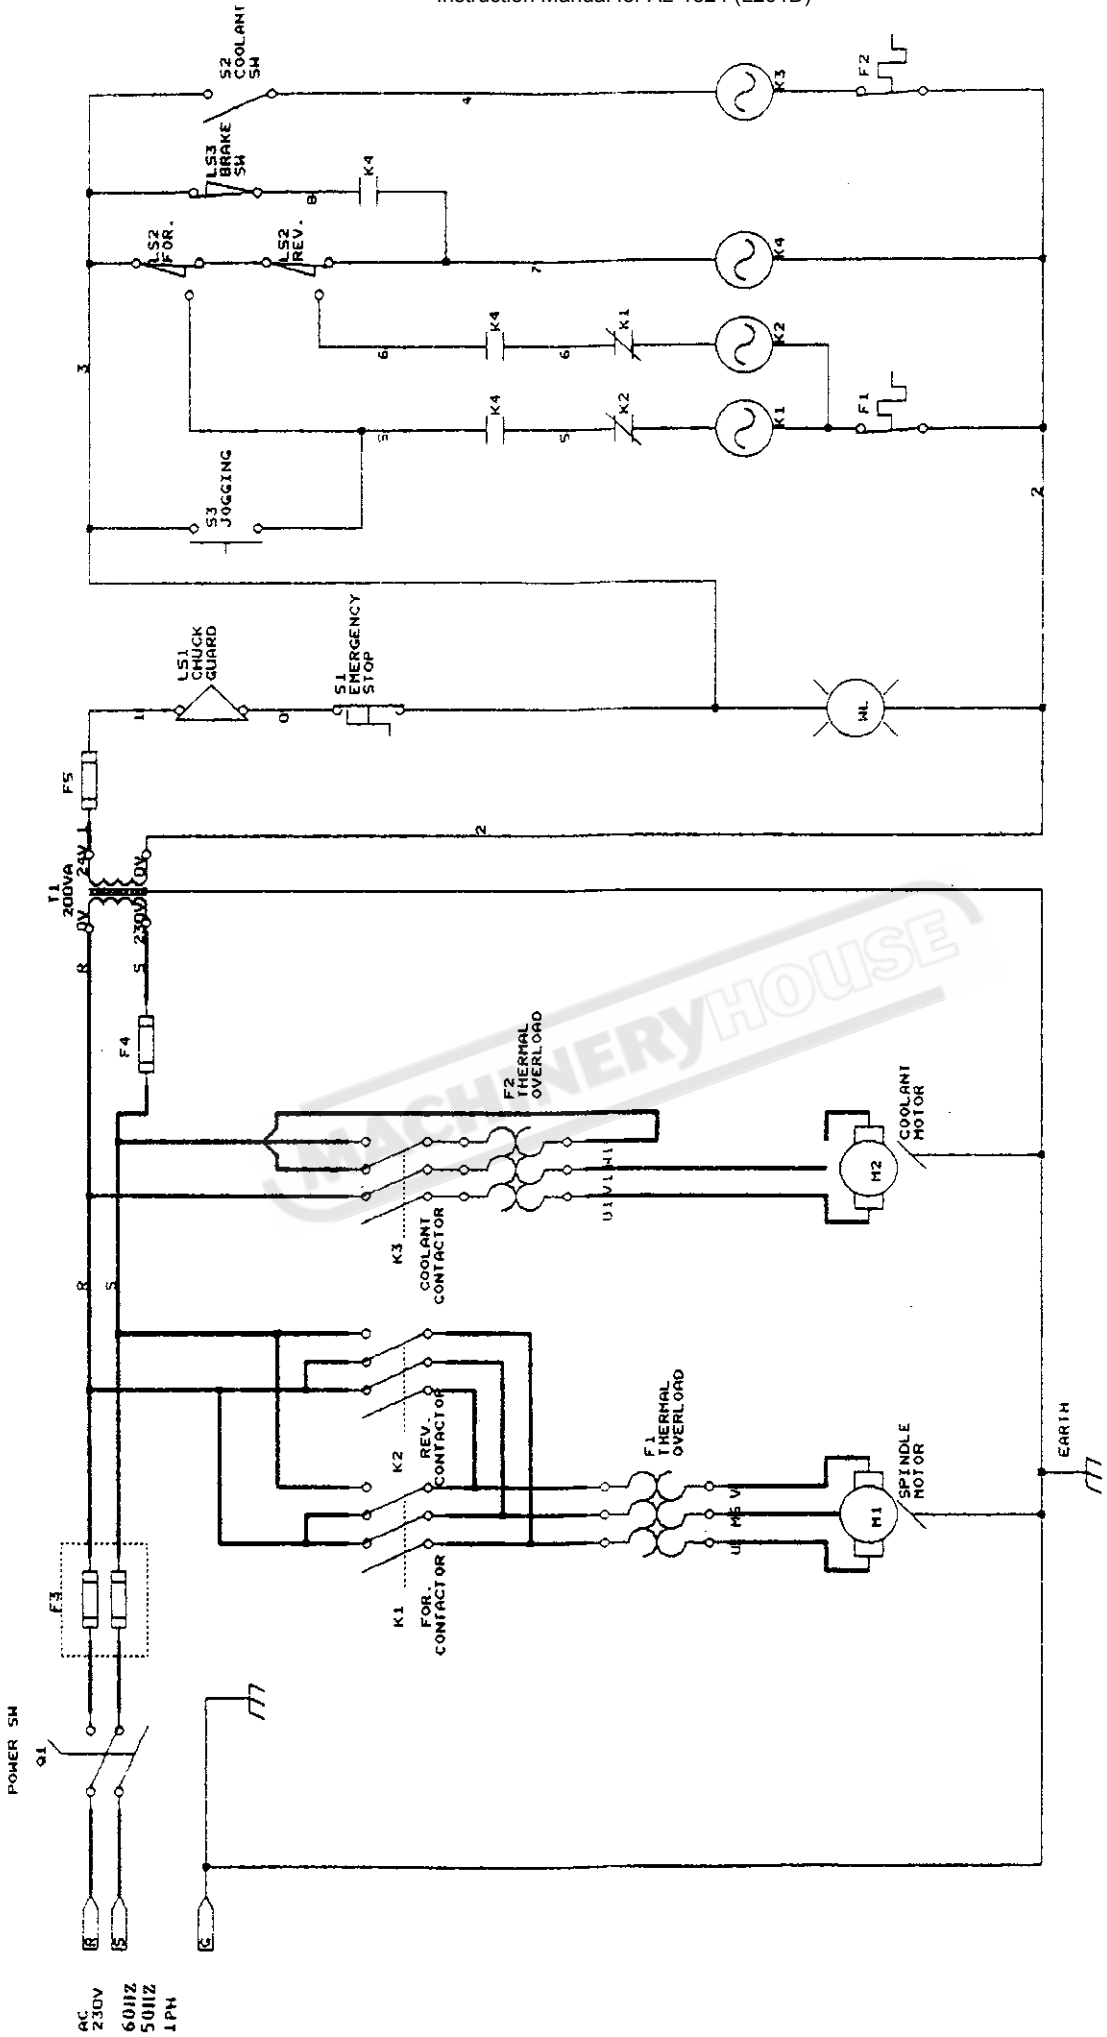 Instruction Manual for AL-1024 (L201D)
POWER SW
Q1
AC
230V
60HZ
50HZ
1PH
R
S
G
F3
R
S
K1
FOR.
CONTACTOR
K2
REV.
CONTACTOR
F1
THERMAL
OVERLOAD
M1
SPINDLE
MOTOR
EARTH
K3
COOLANT
CONTACTOR
F2
THERMAL
OVERLOAD
U1 V1 W1
M2
COOLANT
MOTOR
F4
R
S
T1
200VA
0V
230V
24V
0V
1
F5
2
11
LS1
CHUCK
GUARD
0
S1
EMERGENCY
STOP
WL
3
2
S3
JOGGING
5
K4
5
K2
K1
F1
6
K4
6
K1
K2
LS2
FOR.
LS2
REV.
7
K4
LS3
BRAKE
SW
8
K4
S2
COOLANT
SW
4
K3
F2
MACHINERYHOUSE